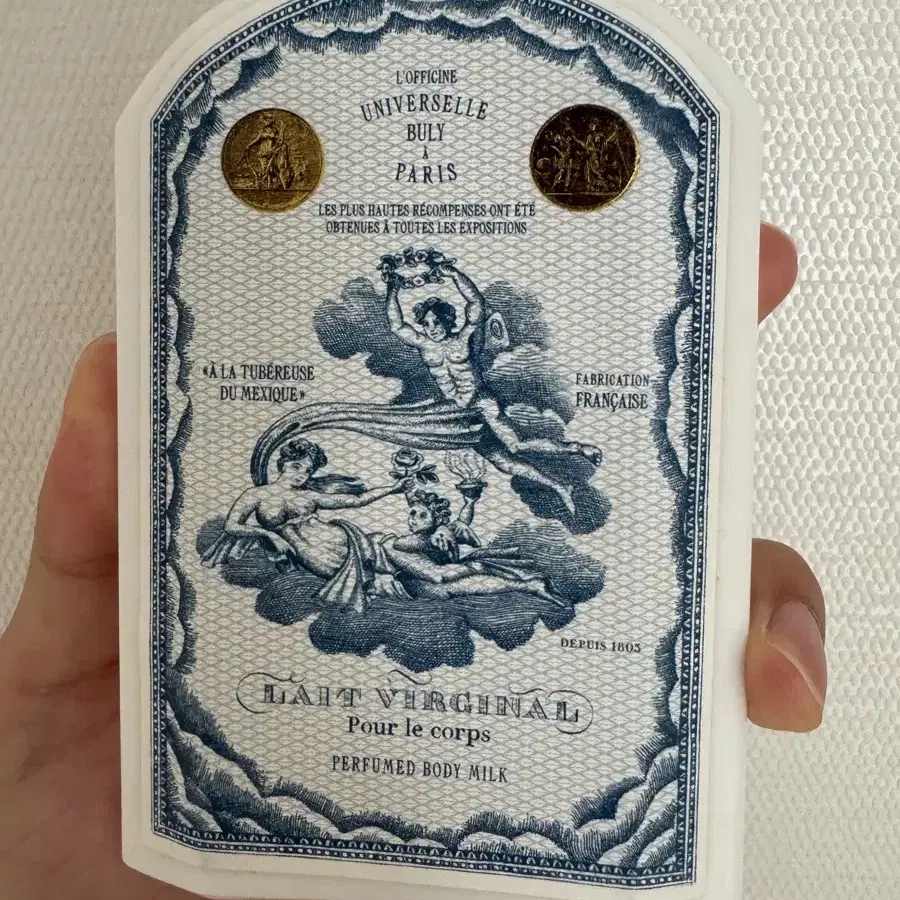 L'OFFICINE
UNIVERSELLE
BULY
À
PARIS
LES PLUS HAUTES RÉCOMPENSES ONT ÉTÉ
OBTENUES À TOUTES LES EXPOSITIONS
«À LA TUBÉREUSE
DU MEXIQUE»
FABRICATION
FRANÇAISE
DEPUIS 1803
LAIT VIRGINAL
Pour le corps
PERFUMED BODY MILK